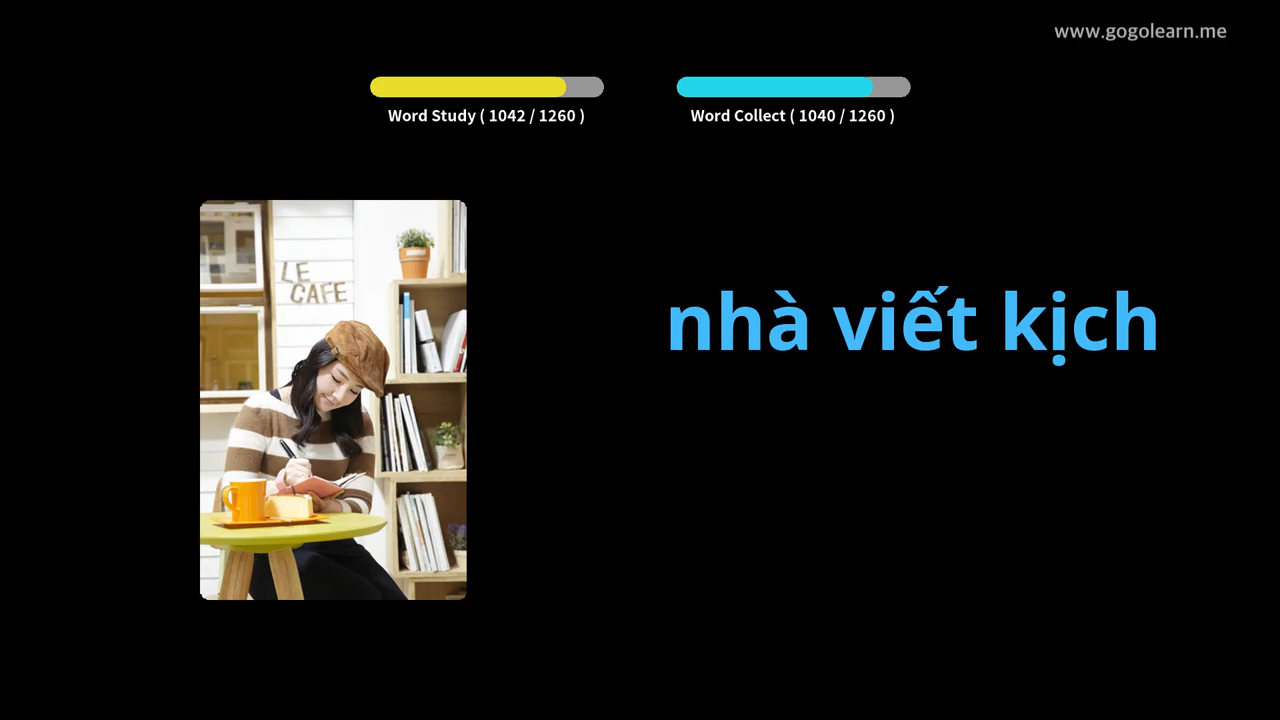 www.gogolearn.me
Word Study ( 1042 / 1260 )
Word Collect ( 1040 / 1260 )
LE
CAFE
nhà viết kịch